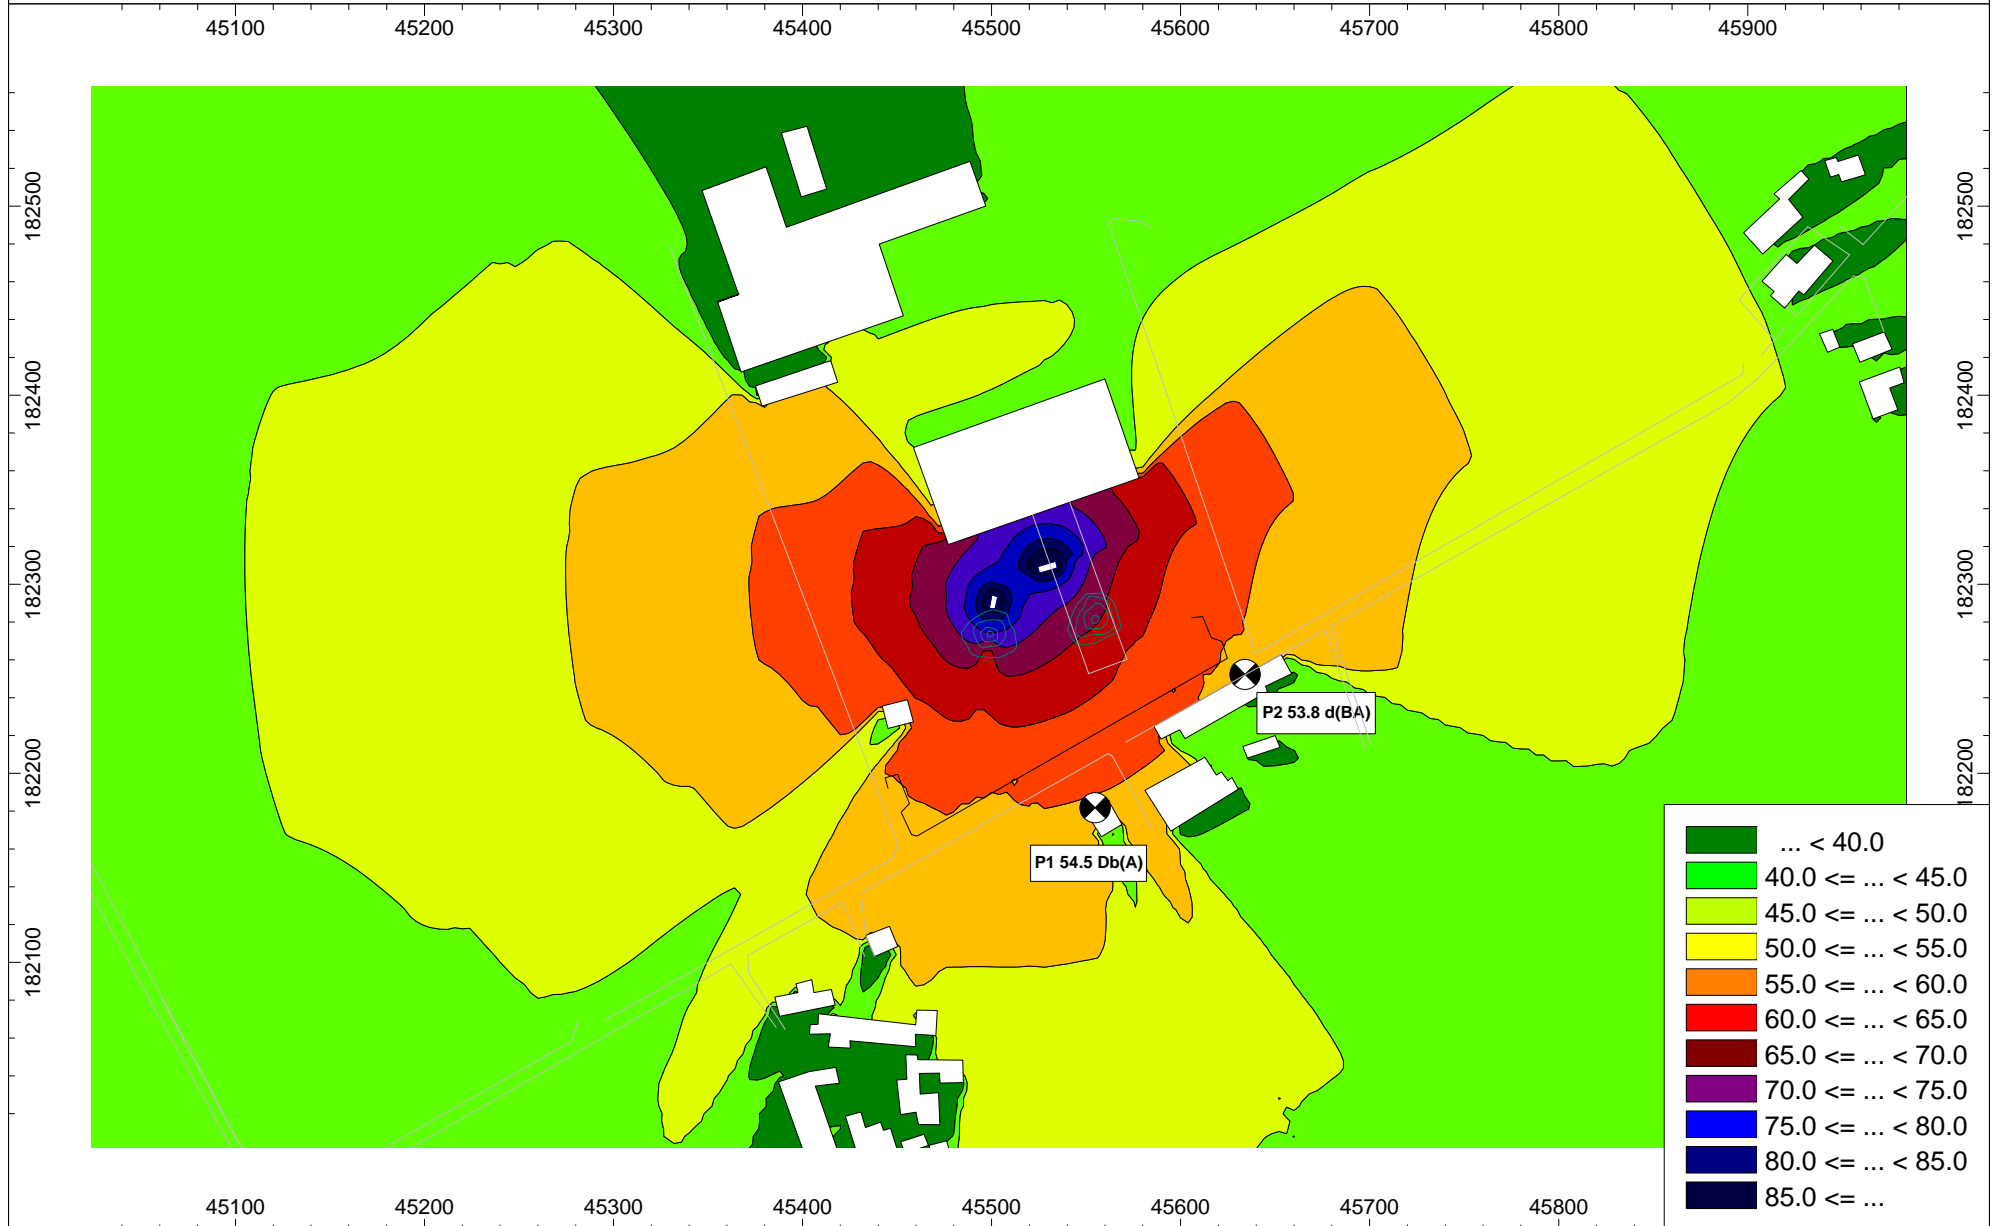 45100 45200 45300 45400 45500 45600 45700 45800 45900
182500
182400
182300
182200
182100
182500
182400
182300
182200
P2 53.8 d(BA)
P1 54.5 Db(A)
... < 40.0
40.0 <= ... < 45.0
45.0 <= ... < 50.0
50.0 <= ... < 55.0
55.0 <= ... < 60.0
60.0 <= ... < 65.0
65.0 <= ... < 70.0
70.0 <= ... < 75.0
75.0 <= ... < 80.0
80.0 <= ... < 85.0
85.0 <= ...
45100 45200 45300 45400 45500 45600 45700 45800